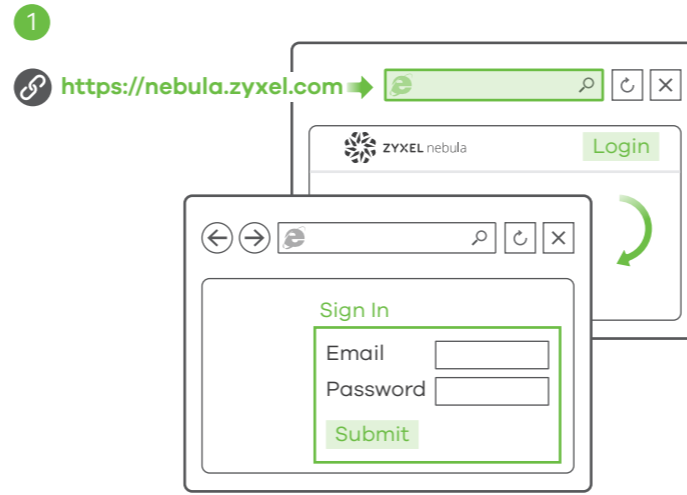 1
https://nebula.zyxel.com
ZYXEL nebula
Login
Sign In
Email
Password
Submit